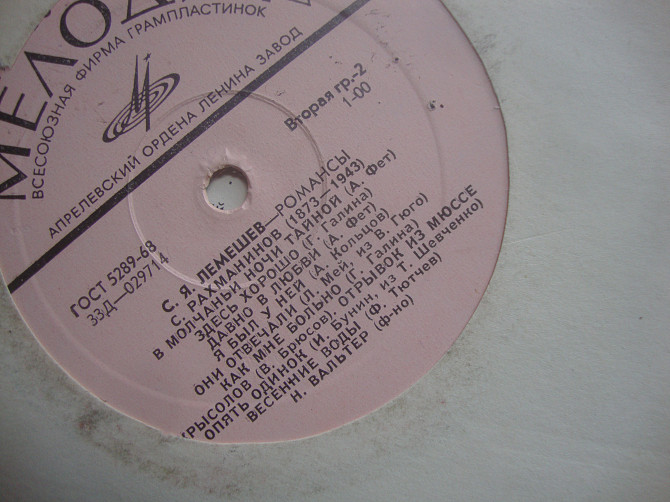 МЕЛОД
ВСЕСОЮЗНАЯ ФИРМА ГРАМПЛАСТИНОК
АПРЕЛЕВСКИЙ ОРДЕНА ЛЕНИНА ЗАВОД
ГОСТ 5289-68
33Д—029714
Вторая гр.-2
1-00
С. Я. ЛЕМЕШЕВ—РОМАНСЫ
С. РАХМАНИНОВ (1873—1943)
В МОЛЧАНЬИ НОЧИ ТАЙНОЙ (А. Фет)
ЗДЕСЬ ХОРОШО (Г. Галина)
ДАВНО В ЛЮБВИ (А. Фет)
Я БЫЛ У НЕЙ (А. Кольцов)
ОНИ ОТВЕЧАЛИ (Л. Мей, из В. Гюго)
КАК МНЕ БОЛЬНО (Г. Галина)
КРЫСОЛОВ (В. Брюсов), ОТРЫВОК ИЗ МЮССЕ
ОПЯТЬ ОДИНОК (И. Бунин, из Т. Шевченко)
ВЕСЕННИЕ ВОДЫ (Ф. Тютчев)
Н. ВАЛЬТЕР (ф-но)